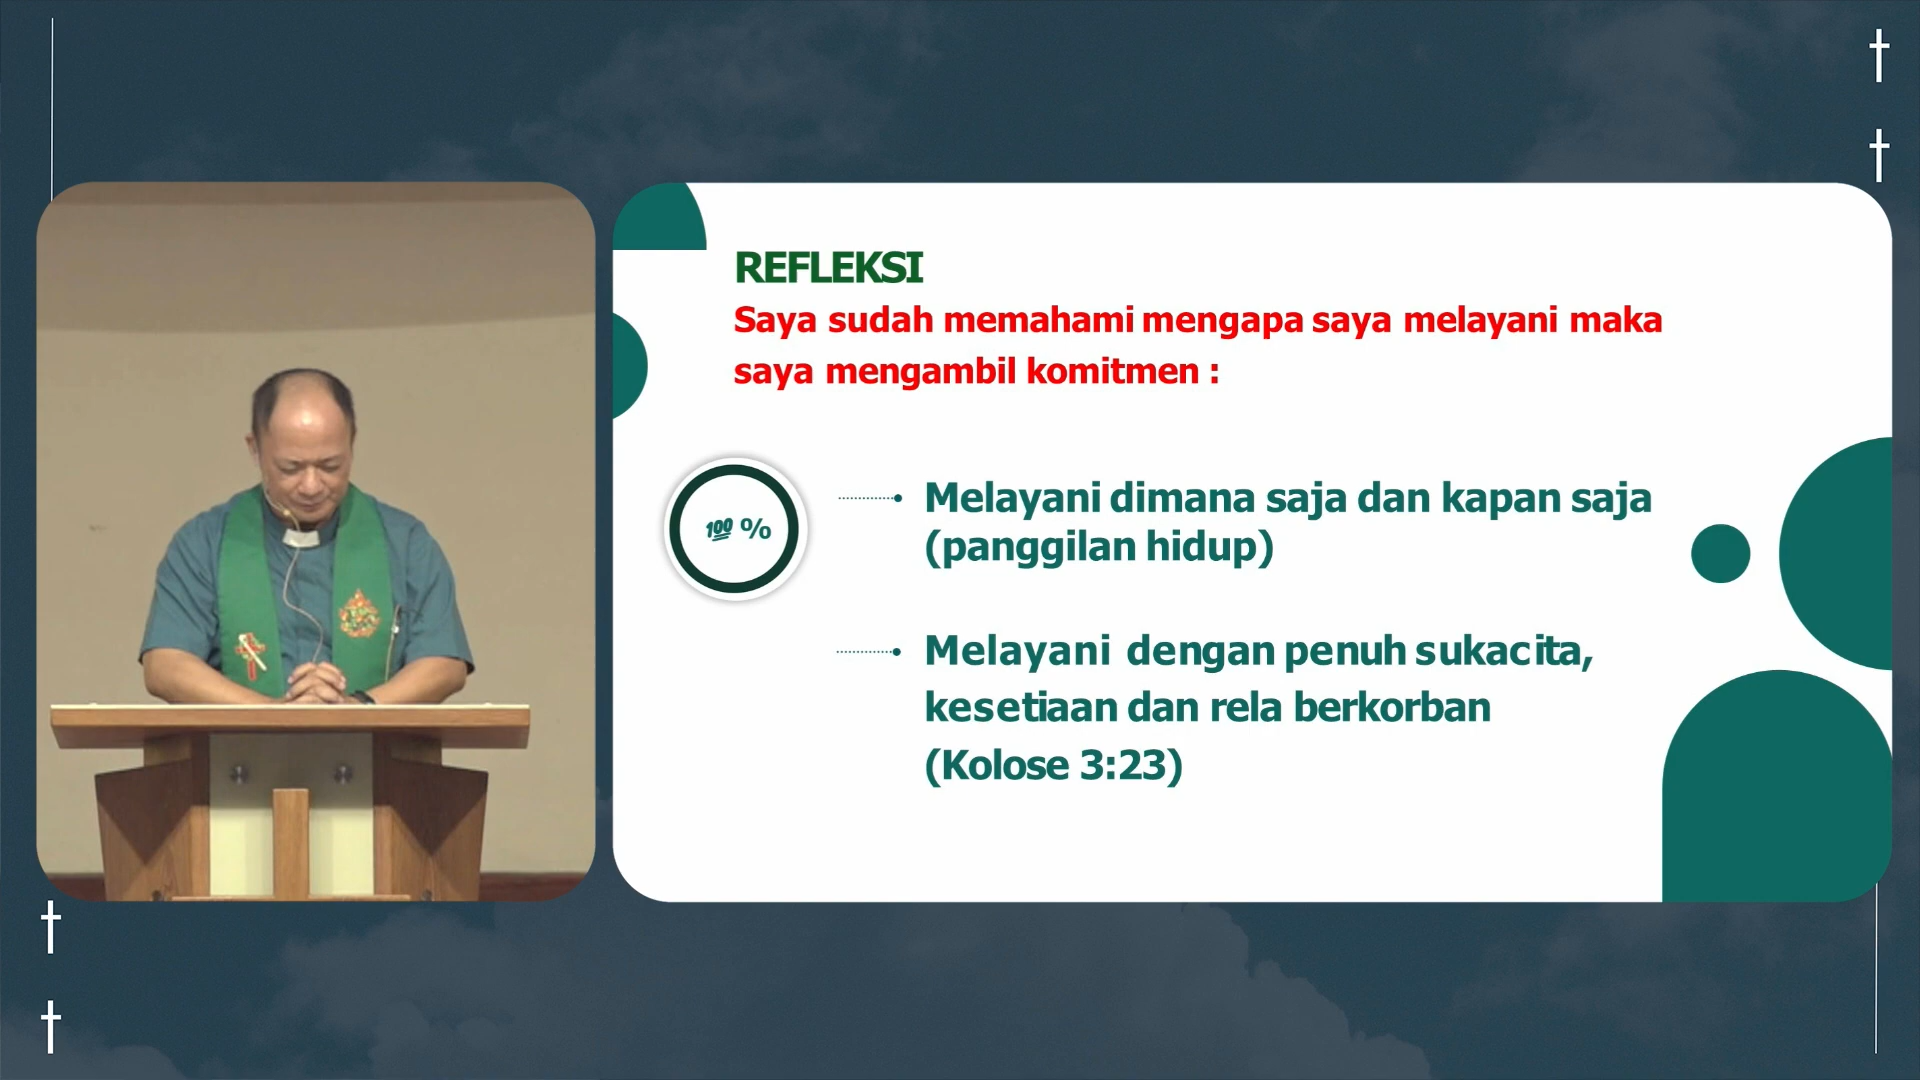 REFLEKSI
Saya sudah memahami mengapa saya melayani maka
saya mengambil komitmen :
💯 %
Melayani dimana saja dan kapan saja
(panggilan hidup)
Melayani dengan penuh sukacita,
kesetiaan dan rela berkorban
(Kolose 3:23)